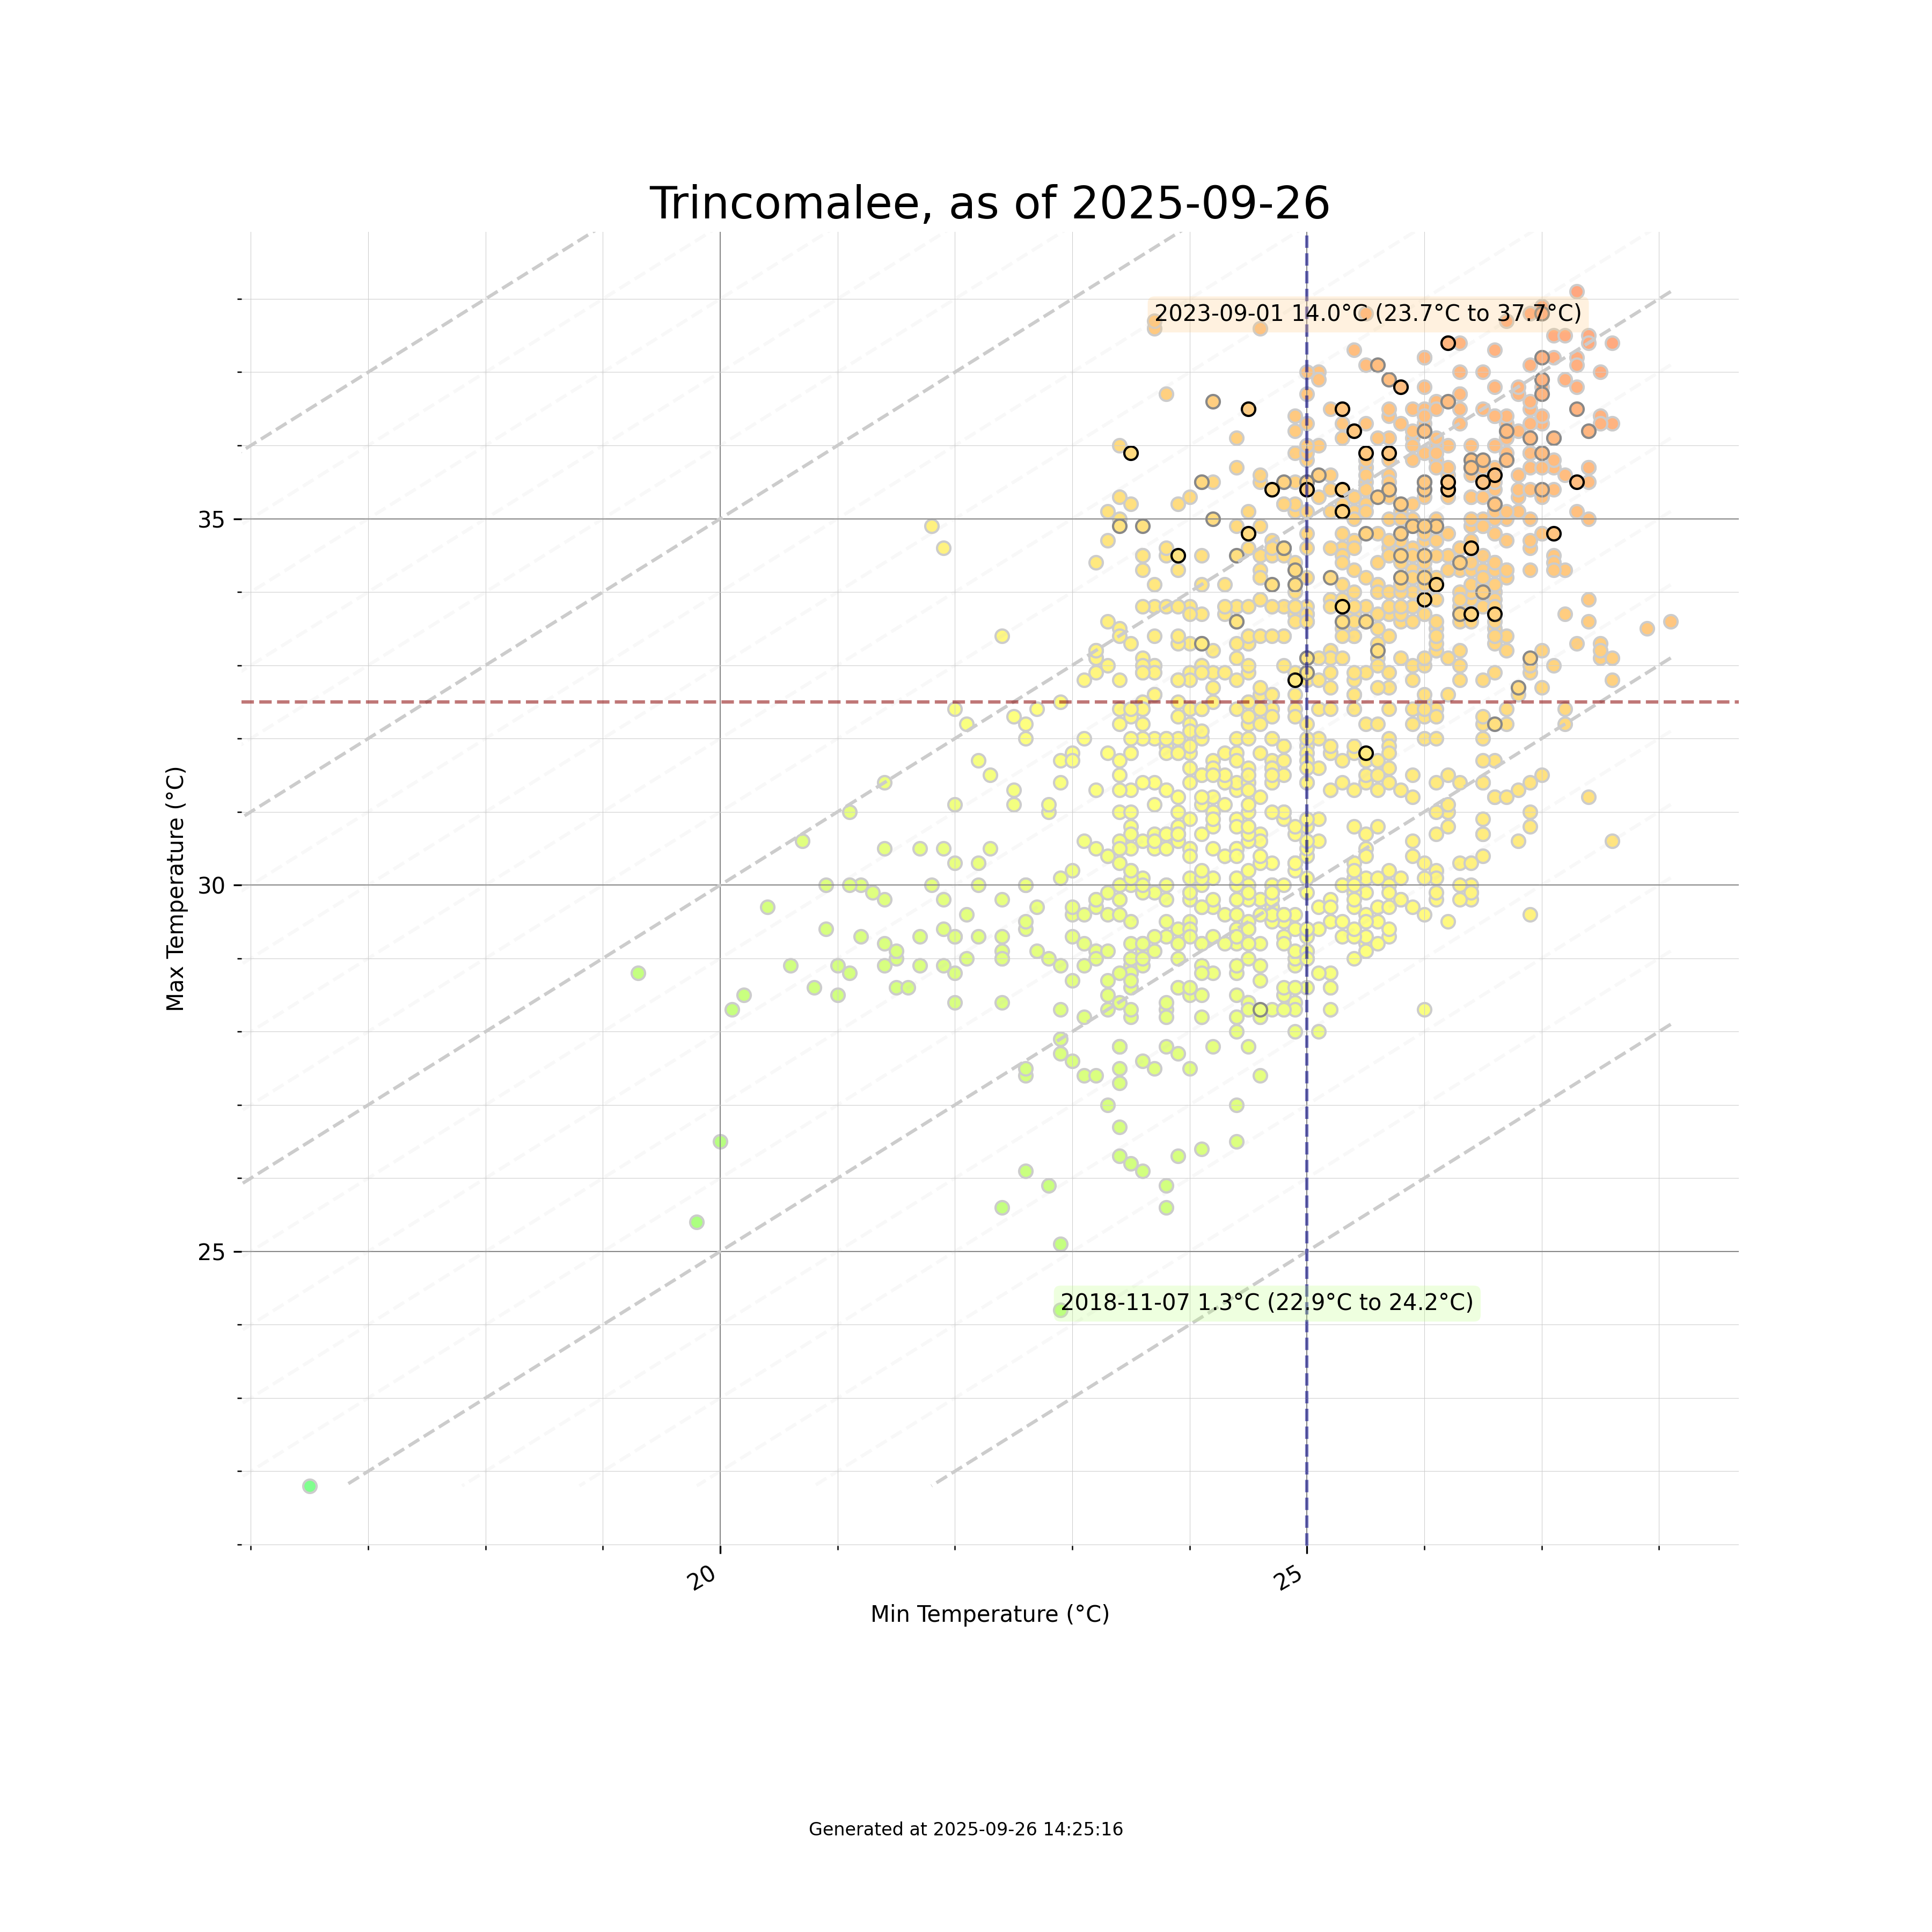 Trincomalee, as of 2025-09-26
2023-09-01 14.0°C (23.7°C to 37.7°C)
35
30
25
Max Temperature (°C)
2018-11-07 1.3°C (22.9°C to 24.2°C)
20
25
Min Temperature (°C)
Generated at 2025-09-26 14:25:16